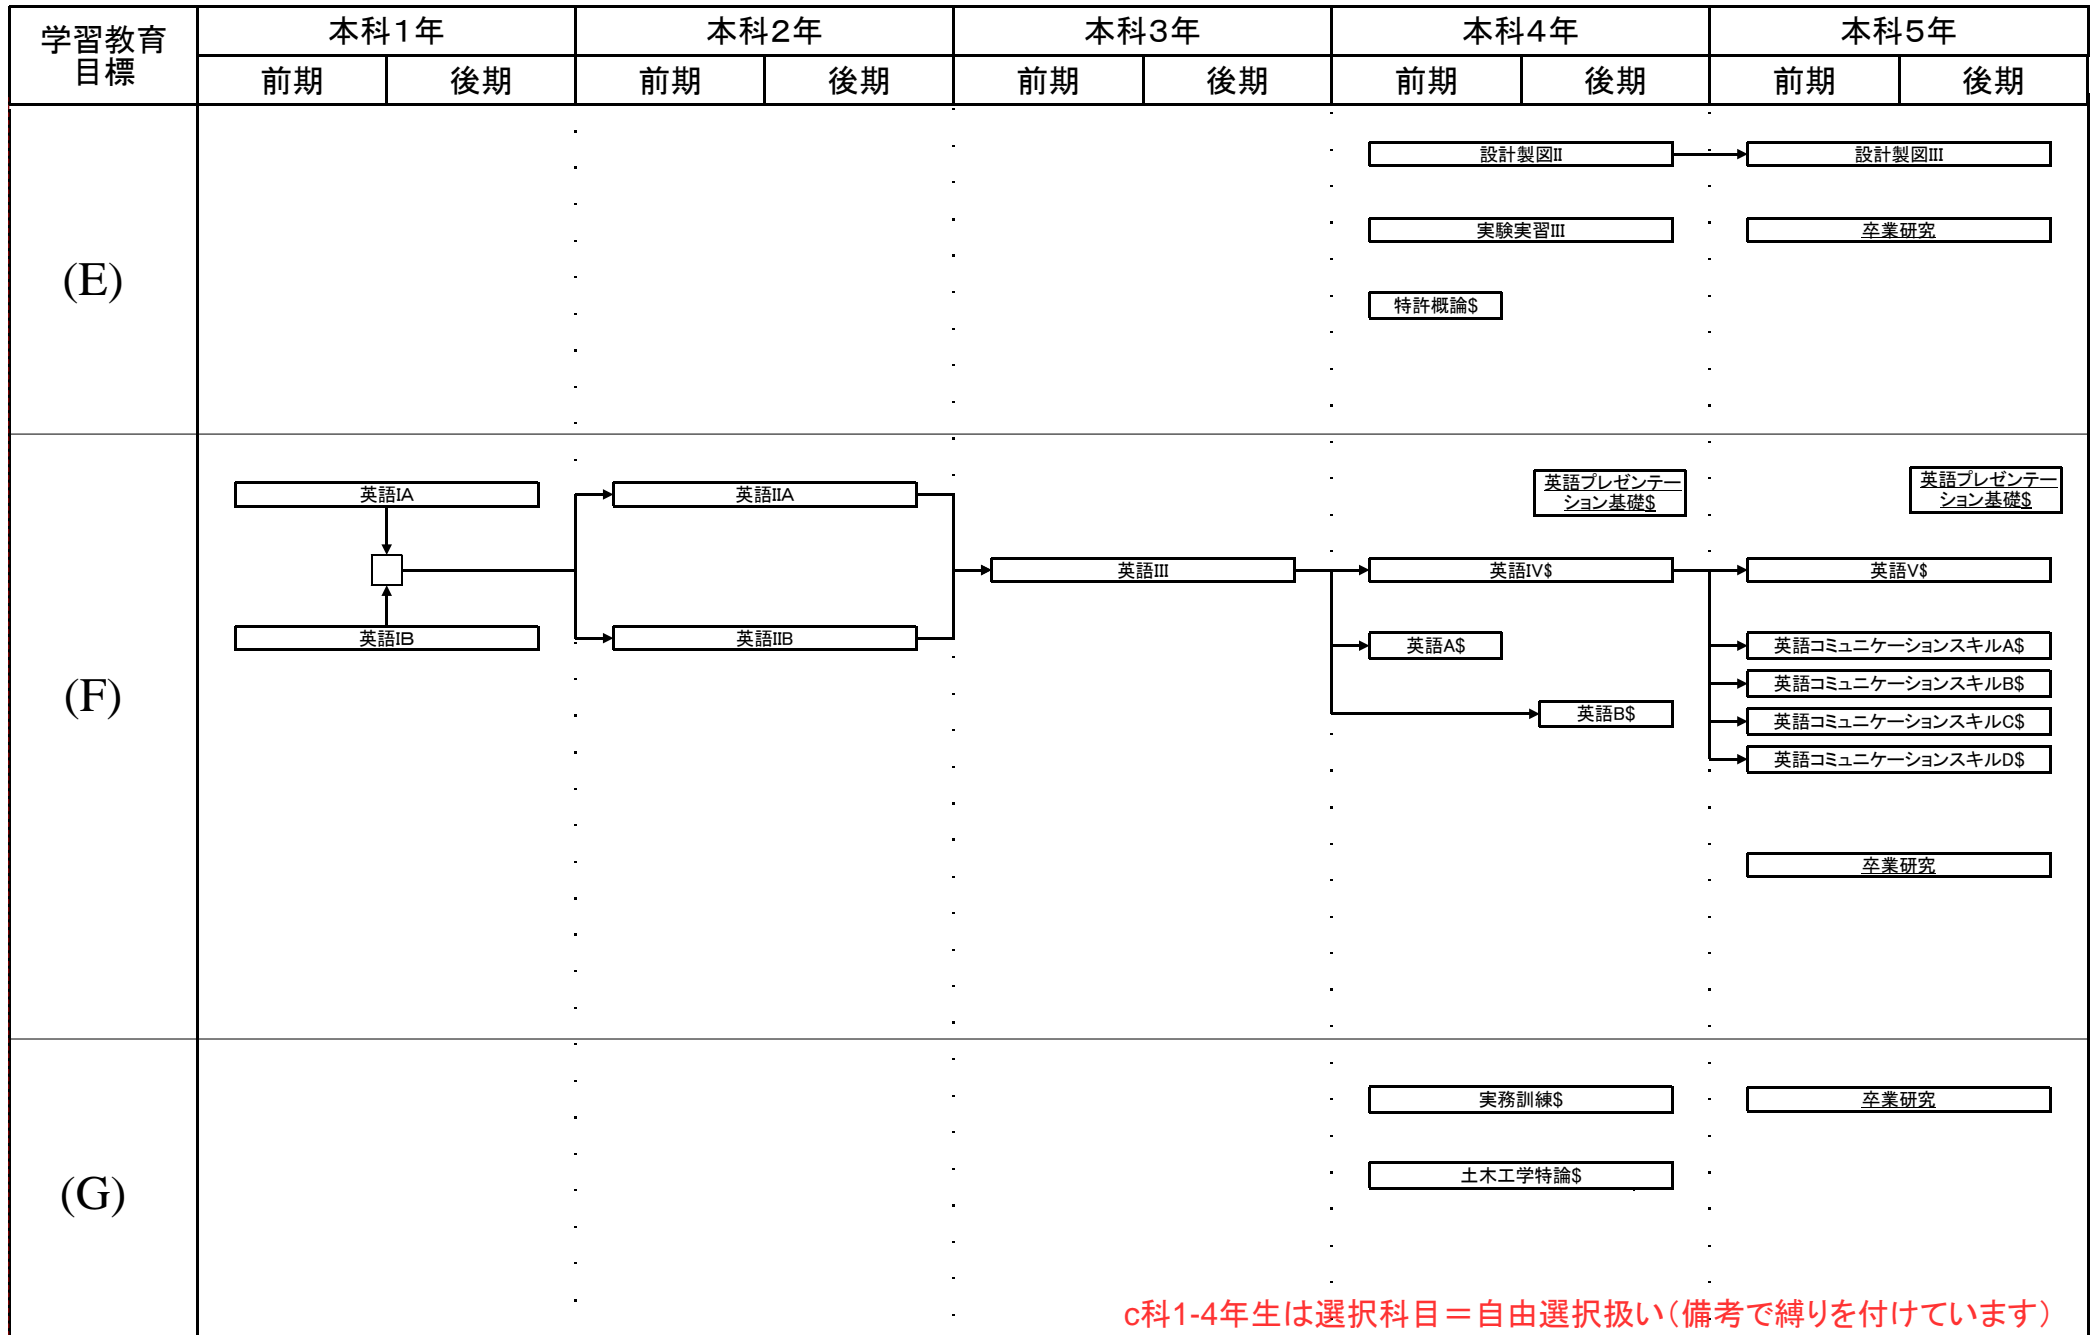 学習教育
目標
本科1年
本科2年
本科3年
本科4年
本科5年
前期
後期
前期
後期
前期
後期
前期
後期
前期
後期
(E)
設計製図II
設計製図III
実験実習III
卒業研究
特許概論$
(F)
英語プレゼンテー
ション基礎$
英語プレゼンテー
ション基礎$
英語IA
英語IIA
英語III
英語IV$
英語V$
英語IB
英語IIB
英語A$
英語コミュニケーションスキルA$
英語コミュニケーションスキルB$
英語B$
英語コミュニケーションスキルC$
英語コミュニケーションスキルD$
卒業研究
(G)
実務訓練$
卒業研究
土木工学特論$
c科1-4年生は選択科目＝自由選択扱い（備考で縛りを付けています）